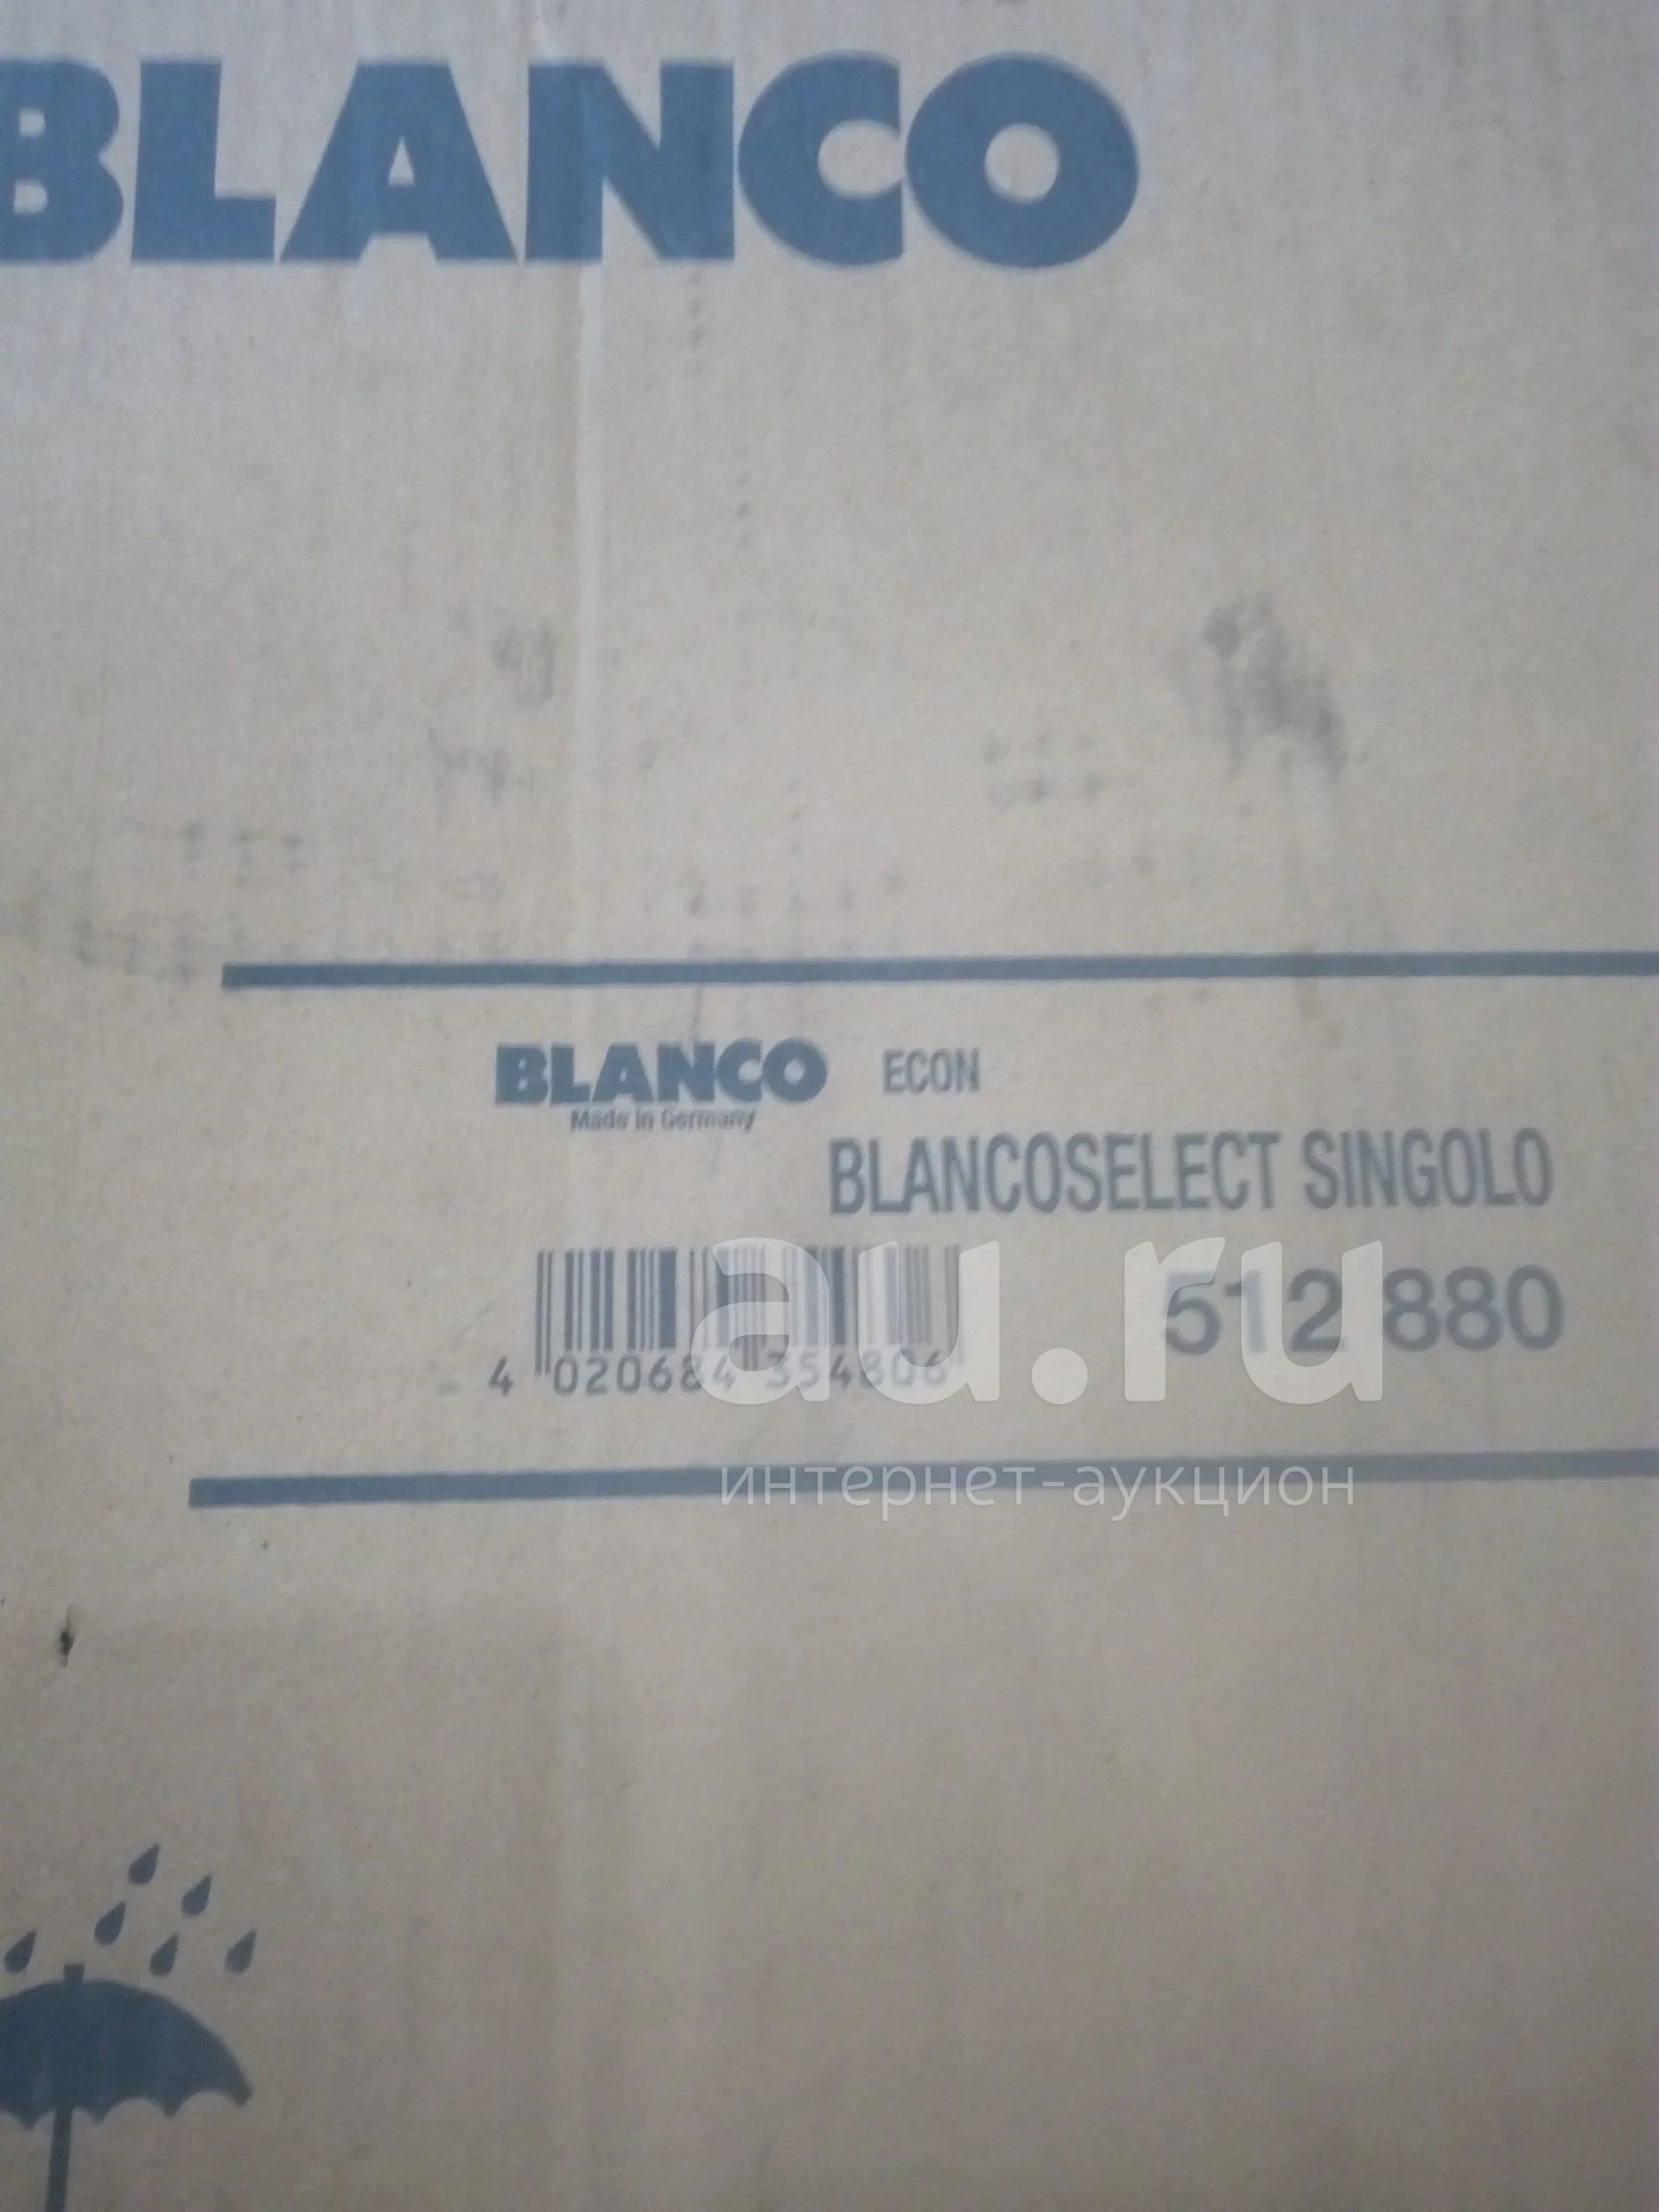 BLANCO
BLANCO ECON
Made in Germany
BLANCOSELECT SINGOLO
512 880
4 020684 354806
au.ru
интернет-аукцион